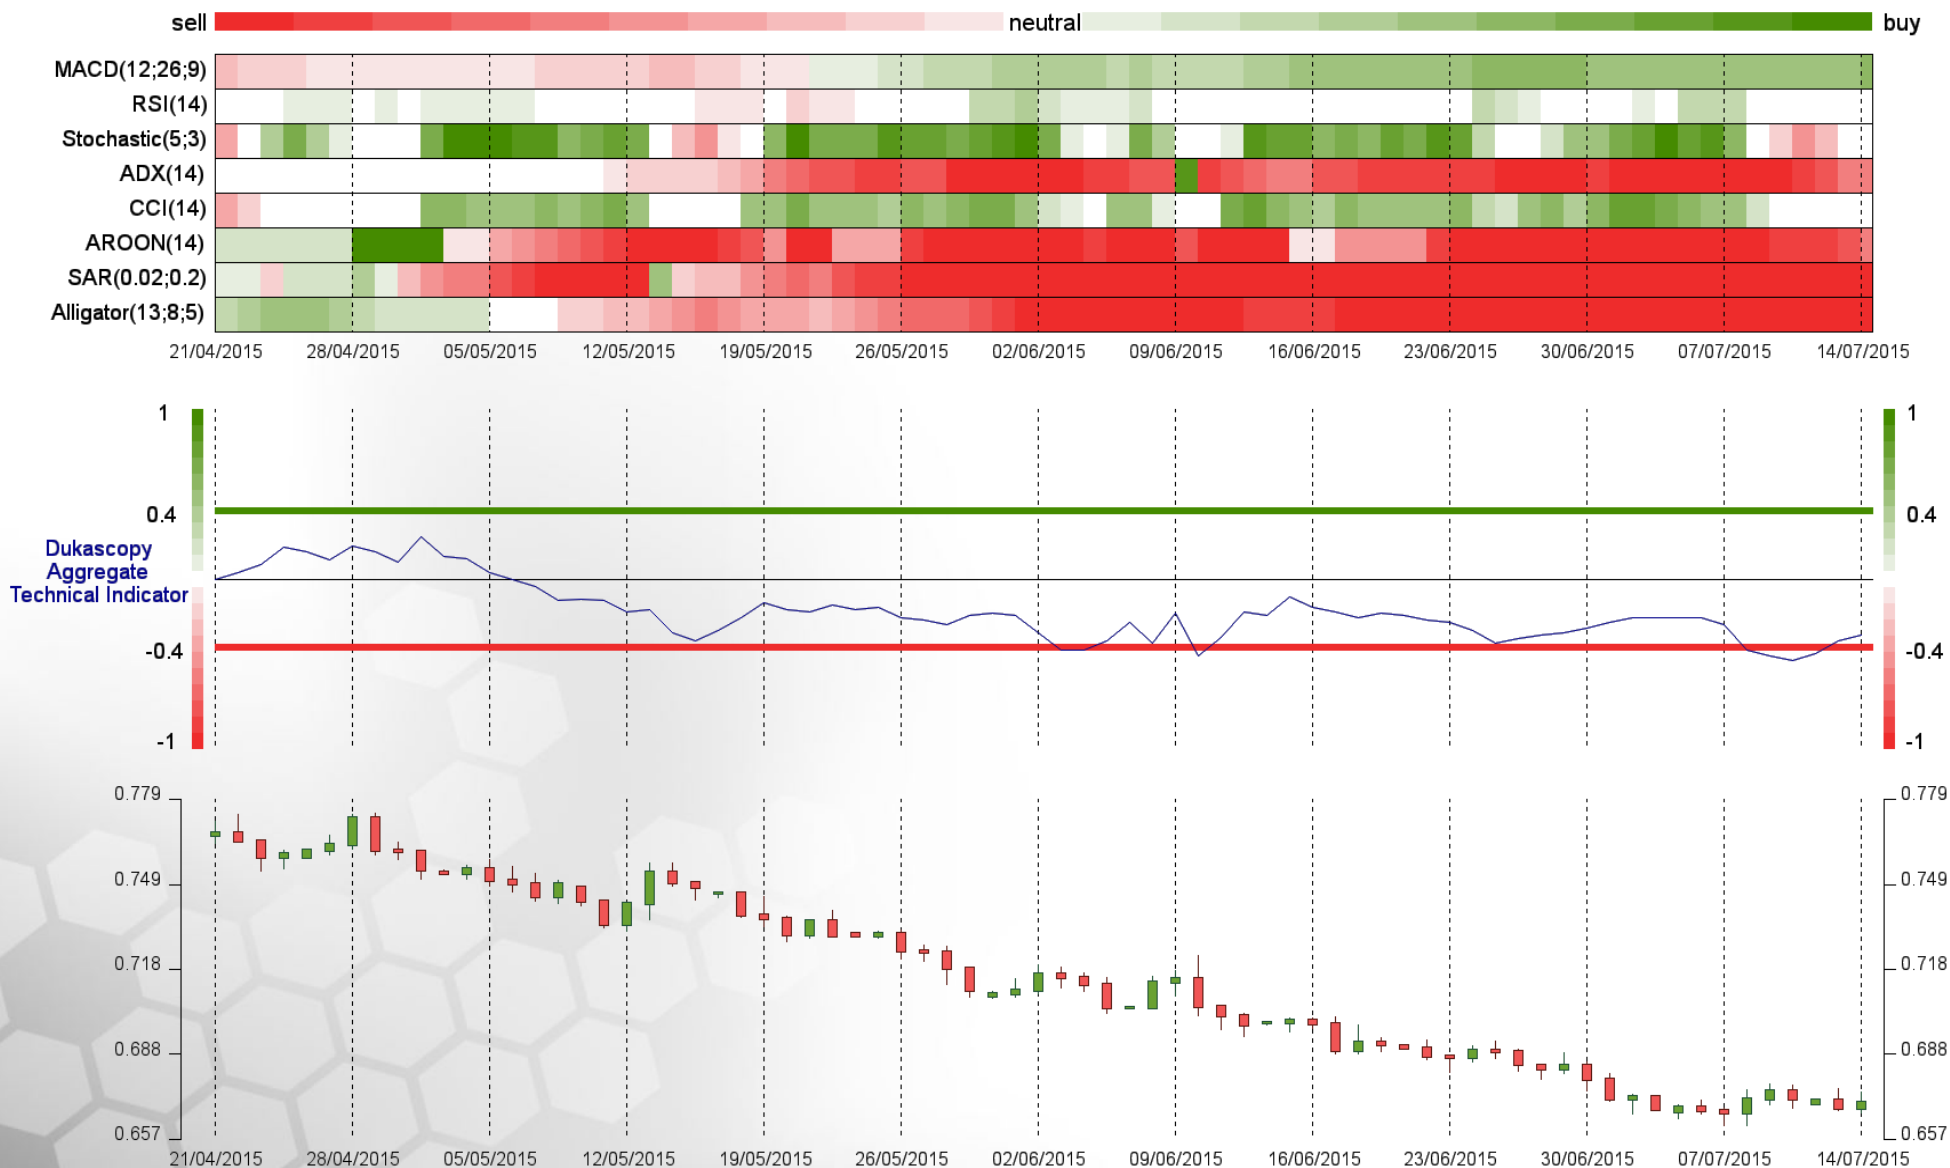 sell neutral buy
MACD(12;26;9)
RSI(14)
Stochastic(5;3)
ADX(14)
CCI(14)
AROON(14)
SAR(0.02;0.2)
Alligator(13;8;5)
21/04/2015 28/04/2015 05/05/2015 12/05/2015 19/05/2015 26/05/2015 02/06/2015 09/06/2015 16/06/2015 23/06/2015 30/06/2015 07/07/2015 14/07/2015
1 1
0.4 0.4
Dukascopy
Aggregate
Technical Indicator
-0.4 -0.4
-1 -1
0.779 0.779
0.749 0.749
0.718 0.718
0.688 0.688
0.657 0.657
21/04/2015 28/04/2015 05/05/2015 12/05/2015 19/05/2015 26/05/2015 02/06/2015 09/06/2015 16/06/2015 23/06/2015 30/06/2015 07/07/2015 14/07/2015